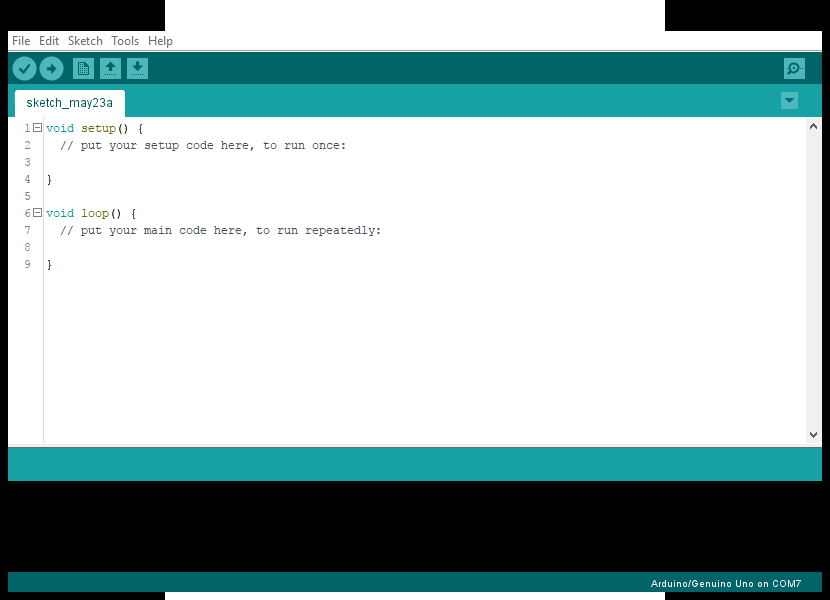 File Edit Sketch Tools Help
sketch_may23a
1 void setup() {
2   // put your setup code here, to run once:
3
4 }
5
6 void loop() {
7   // put your main code here, to run repeatedly:
8
9 }
Arduino/Genuino Uno on COM7